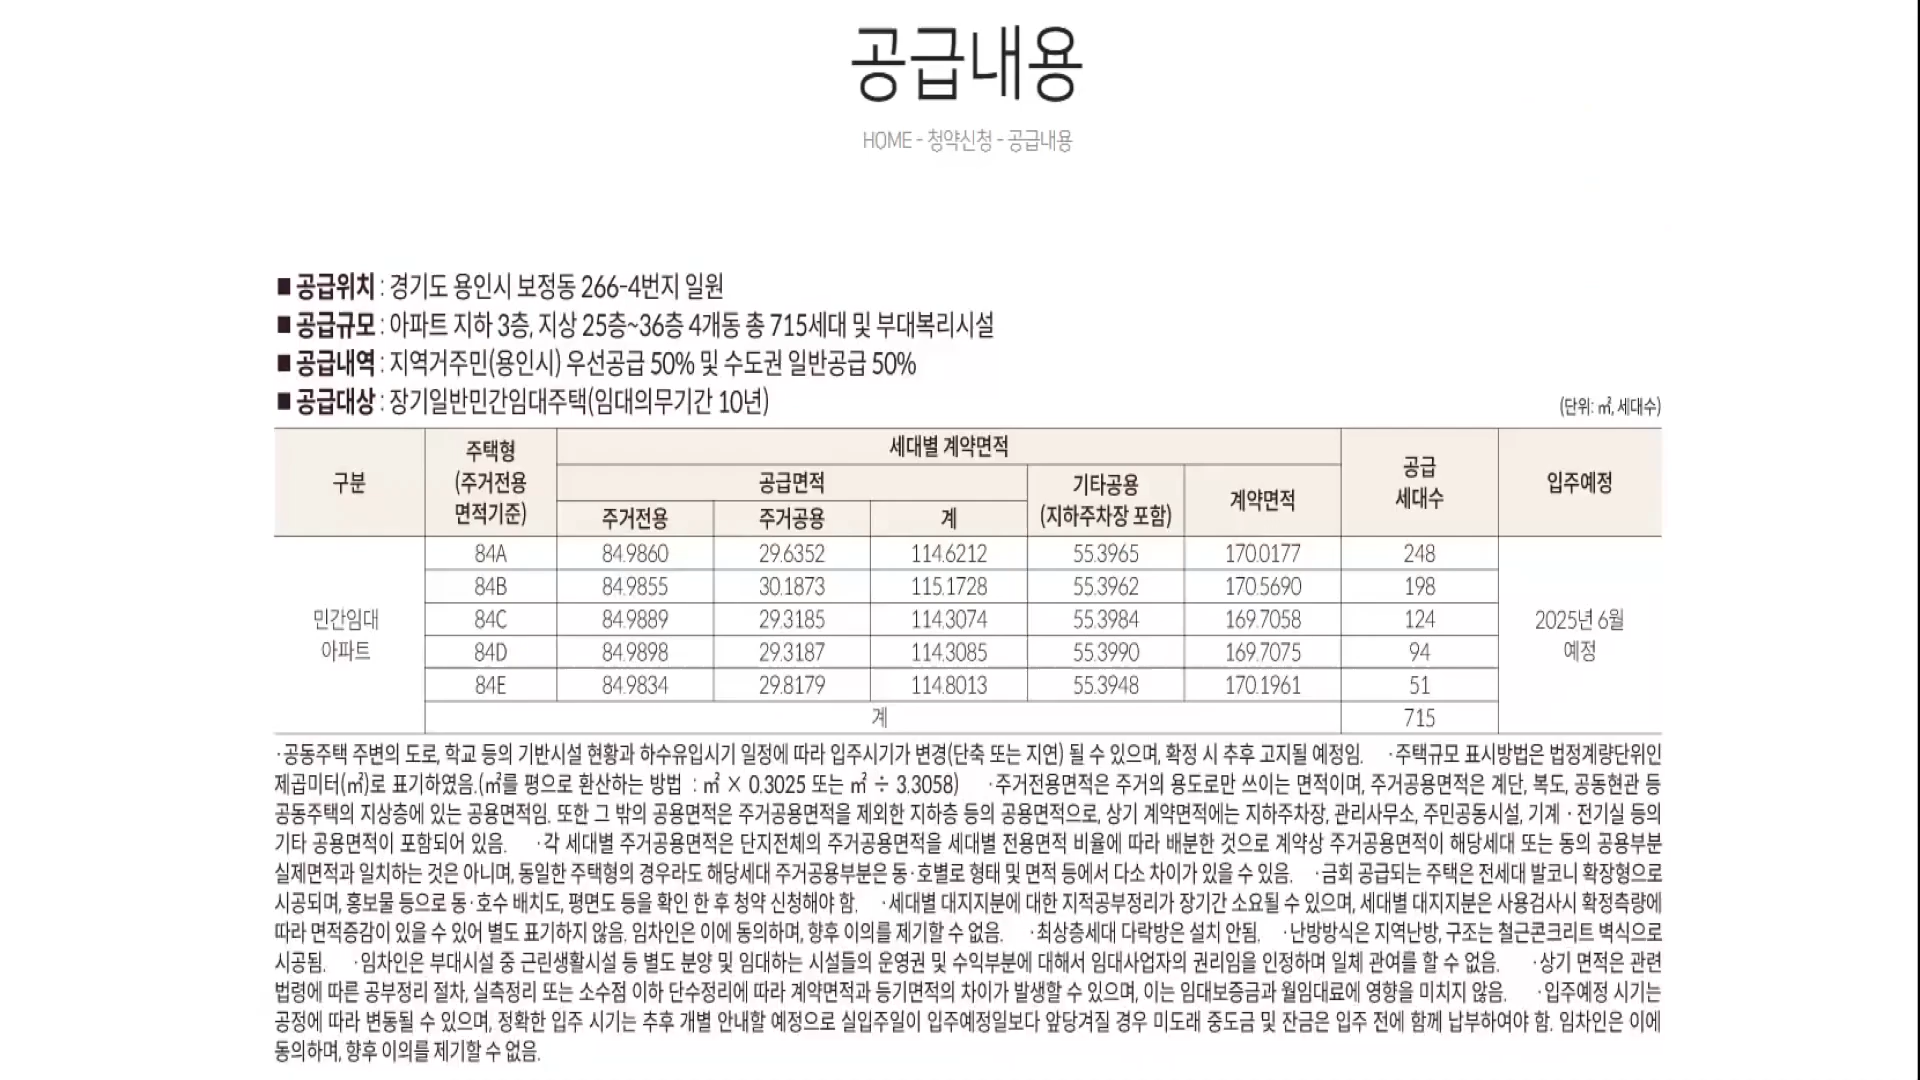 공급내용
HOME - 청약신청 - 공급내용
■ 공급위치 : 경기도 용인시 보정동 266-4번지 일원
■ 공급규모 : 아파트 지하 3층, 지상 25층~36층 4개동 총 715세대 및 부대복리시설
■ 공급내역 : 지역거주민(용인시) 우선공급 50% 및 수도권 일반공급 50%
■ 공급대상 : 장기일반민간임대주택(임대의무기간 10년)
(단위: ㎡, 세대수)
구분 주택형 (주거전용 면적기준) 세대별 계약면적 공급 세대수 입주예정
공급면적 기타공용 (지하주차장 포함) 계약면적
주거전용 주거공용 계
민간임대 아파트
84A 84.9860 29.6352 114.6212 55.3965 170.0177 248
84B 84.9855 30.1873 115.1728 55.3962 170.5690 198
84C 84.9889 29.3185 114.3074 55.3984 169.7058 124
84D 84.9898 29.3187 114.3085 55.3990 169.7075 94
84E 84.9834 29.8179 114.8013 55.3948 170.1961 51
계 715
2025년 6월 예정
·공동주택 주변의 도로, 학교 등의 기반시설 현황과 하수유입시기 일정에 따라 입주시기가 변경(단축 또는 지연) 될 수 있으며, 확정 시 추후 고지될 예정임. ·주택규모 표시방법은 법정계량단위인
제곱미터(㎡)로 표기하였음.(㎡를 평으로 환산하는 방법 : ㎡ × 0.3025 또는 ㎡ ÷ 3.3058) ·주거전용면적은 주거의 용도로만 쓰이는 면적이며, 주거공용면적은 계단, 복도, 공동현관 등
공동주택의 지상층에 있는 공용면적임. 또한 그 밖의 공용면적은 주거공용면적을 제외한 지하층 등의 공용면적으로, 상기 계약면적에는 지하주차장, 관리사무소, 주민공동시설, 기계·전기실 등의
기타 공용면적이 포함되어 있음. ·각 세대별 주거공용면적은 단지전체의 주거공용면적을 세대별 전용면적 비율에 따라 배분한 것으로 계약상 주거공용면적이 해당세대 또는 동의 공용부분
실제면적과 일치하는 것은 아니며, 동일한 주택형의 경우라도 해당세대 주거공용부분은 동·호별로 형태 및 면적 등에서 다소 차이가 있을 수 있음. ·금회 공급되는 주택은 전세대 발코니 확장형으로
시공되며, 홍보물 등으로 동·호수 배치도, 평면도 등을 확인 한 후 청약 신청해야 함. ·세대별 대지지분에 대한 지적공부정리가 장기간 소요될 수 있으며, 세대별 대지지분은 사용검사시 확정측량에
따라 면적증감이 있을 수 있어 별도 표기하지 않음. 임차인은 이에 동의하며, 향후 이의를 제기할 수 없음. ·최상층세대 다락방은 설치 안됨. ·난방방식은 지역난방, 구조는 철근콘크리트 벽식으로
시공됨. ·임차인은 부대시설 중 근린생활시설 등 별도 분양 및 임대하는 시설들의 운영권 및 수익부분에 대해서 임대사업자의 권리임을 인정하며 일체 관여를 할 수 없음. ·상기 면적은 관련
법령에 따른 공부정리 절차, 실측정리 또는 소수점 이하 단수정리에 따라 계약면적과 등기면적의 차이가 발생할 수 있으며, 이는 임대보증금과 월임대료에 영향을 미치지 않음. ·입주예정 시기는
공정에 따라 변동될 수 있으며, 정확한 입주 시기는 추후 개별 안내할 예정으로 실입주일이 입주예정일보다 앞당겨질 경우 미도래 중도금 및 잔금은 입주 전에 함께 납부하여야 함. 임차인은 이에
동의하며, 향후 이의를 제기할 수 없음.